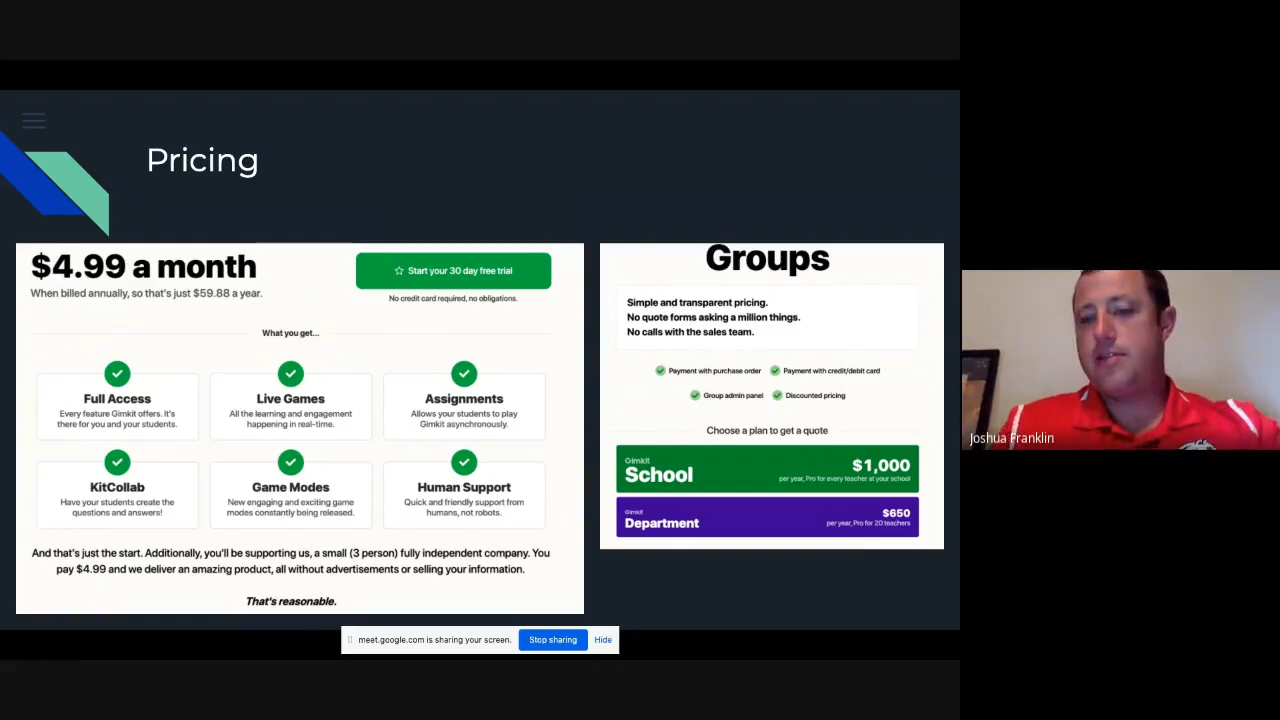 Pricing
$4.99 a month
When billed annually, so that's just $59.88 a year.
Start your 30 day free trial
No credit card required, no obligations.
What you get...
Full Access
Every feature Gimkit offers. It's
there for you and your students.
Live Games
All the learning and engagement
happening in real-time.
Assignments
Allows your students to play
Gimkit asynchronously.
KitCollab
Have your students create the
questions and answers!
Game Modes
New engaging and exciting game
modes constantly being released.
Human Support
Quick and friendly support from
humans, not robots.
And that's just the start. Additionally, you'll be supporting us, a small (3 person) fully independent company. You
pay $4.99 and we deliver an amazing product, all without advertisements or selling your information.
That's reasonable.
Groups
Simple and transparent pricing.
No quote forms asking a million things.
No calls with the sales team.
Payment with purchase order Payment with credit/debit card
Group admin panel Discounted pricing
Choose a plan to get a quote
Gimkit
School
$1,000
per year, Pro for every teacher at your school
Gimkit
Department
$650
per year, Pro for 20 teachers
Joshua Franklin
meet.google.com is sharing your screen. Stop sharing Hide